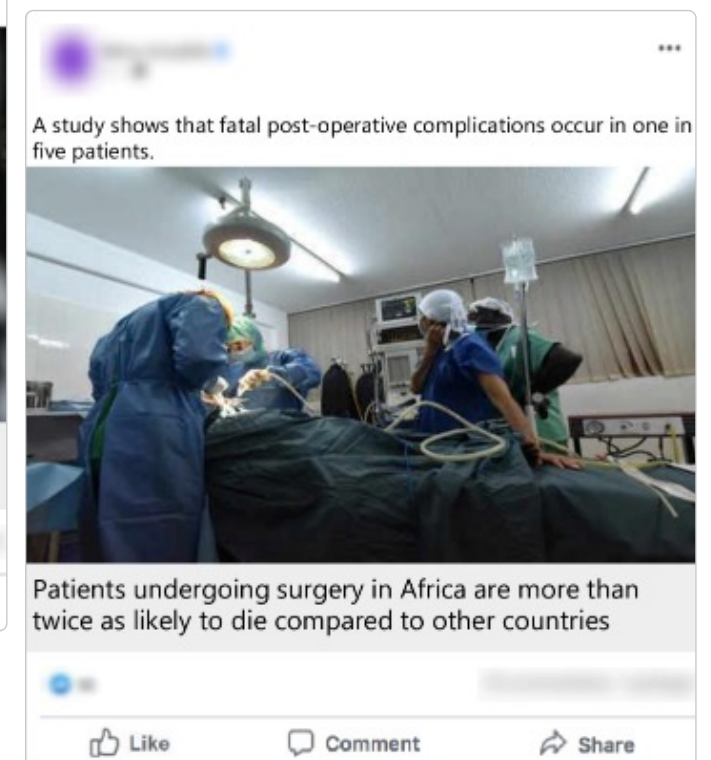 A study shows that fatal post-operative complications occur in one in
five patients.
Patients undergoing surgery in Africa are more than
twice as likely to die compared to other countries
Like
Comment
Share